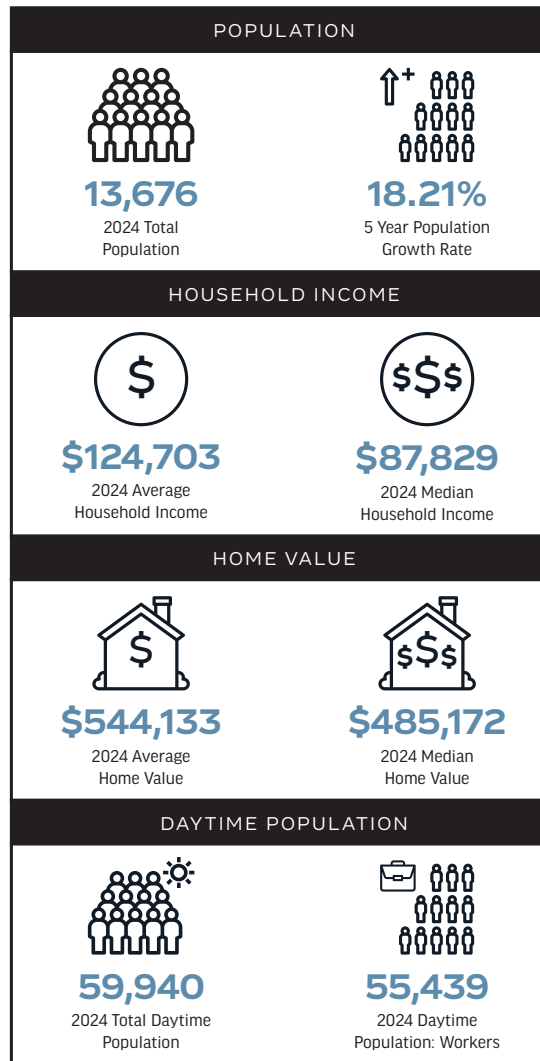 POPULATION
13,676
2024 Total
Population
18.21%
5 Year Population
Growth Rate
HOUSEHOLD INCOME
$
$$$
$124,703
2024 Average
Household Income
$87,829
2024 Median
Household Income
HOME VALUE
$
$$$
$544,133
2024 Average
Home Value
$485,172
2024 Median
Home Value
DAYTIME POPULATION
59,940
2024 Total Daytime
Population
55,439
2024 Daytime
Population: Workers